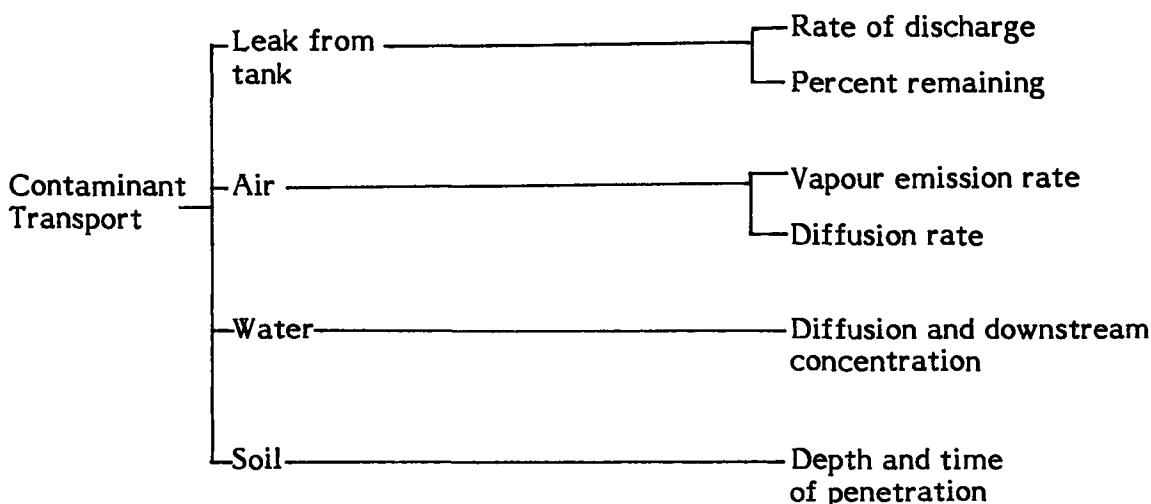 Contaminant
Transport
Leak from
tank
Rate of discharge
Percent remaining
Air
Vapour emission rate
Diffusion rate
Water
Diffusion and downstream
concentration
Soil
Depth and time
of penetration